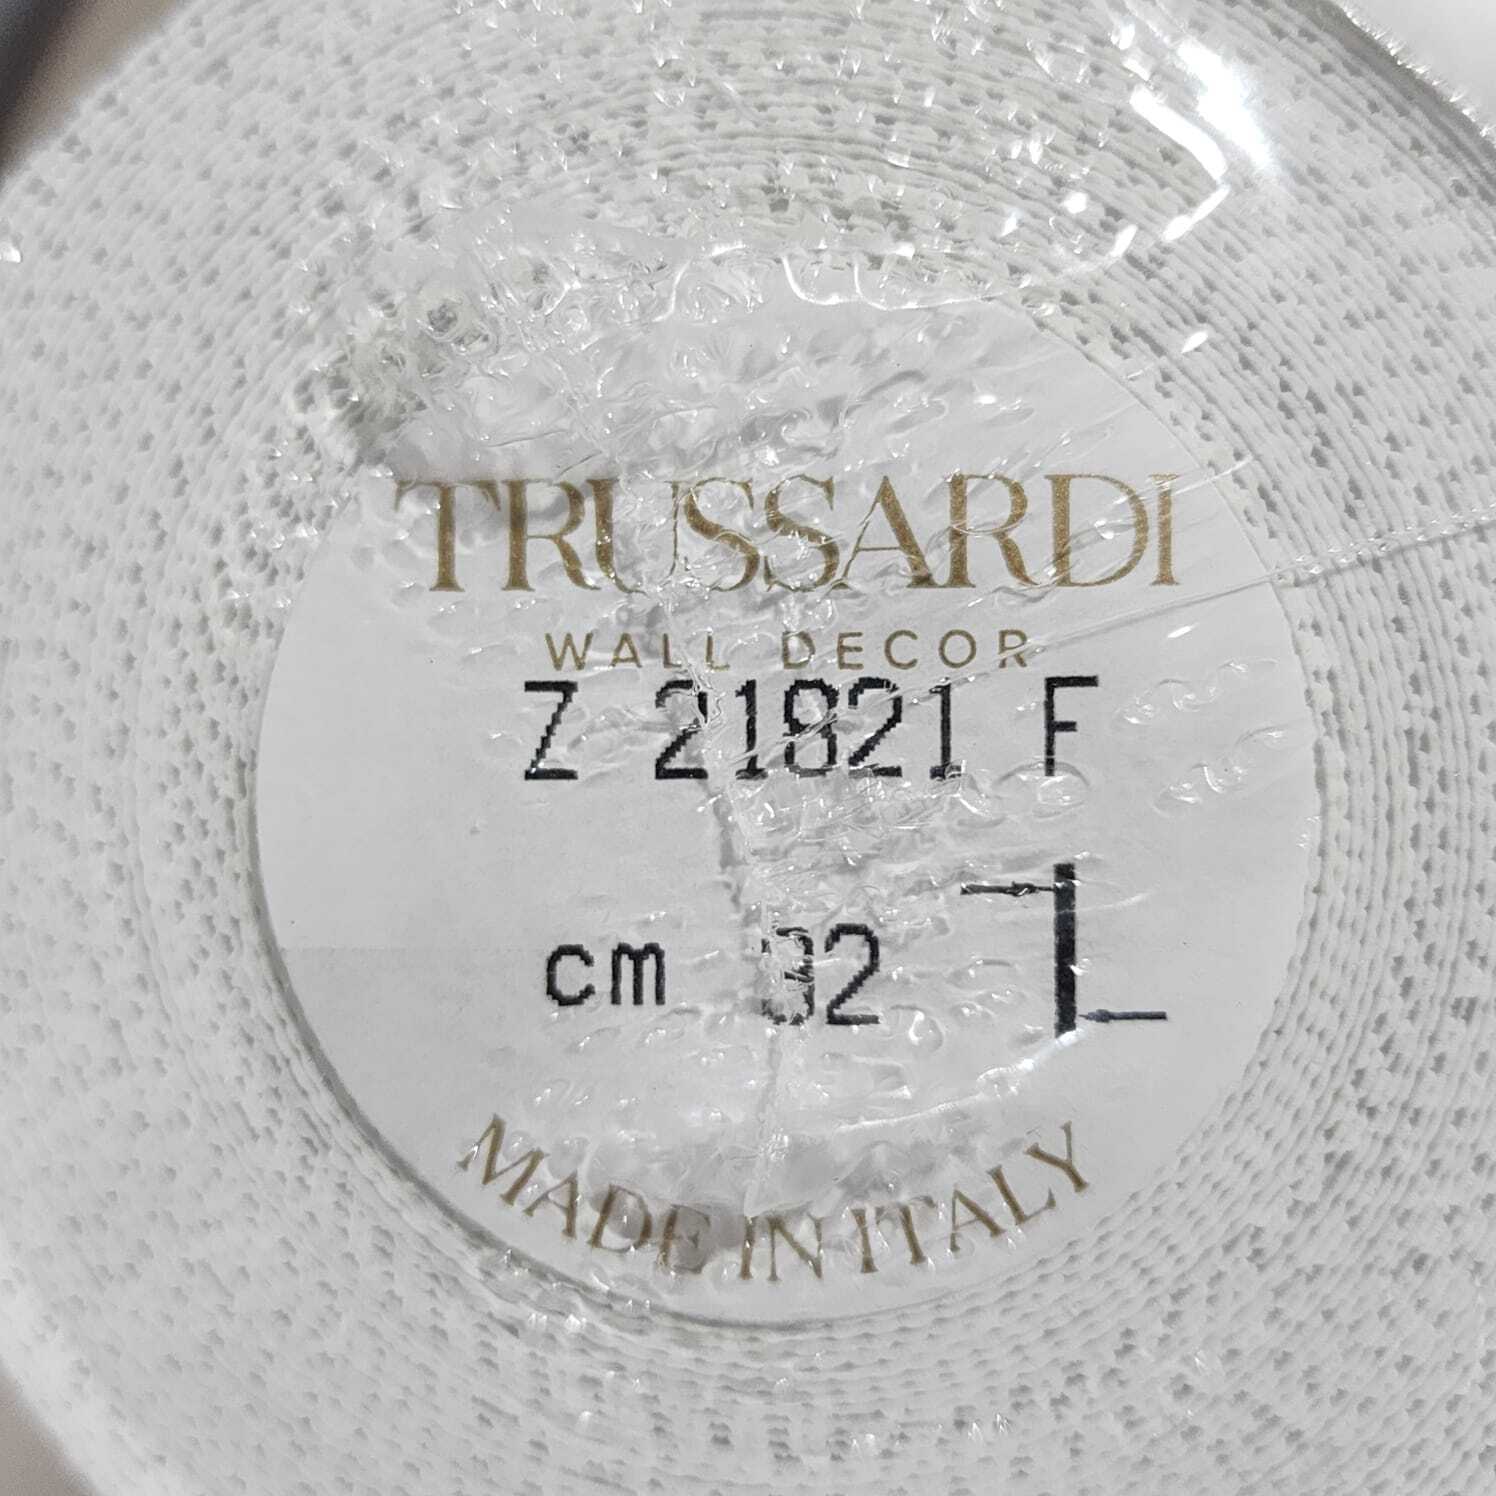 TRUSSARDI
WALL DECOR
Z 21821 F
cm
MADE IN ITALY